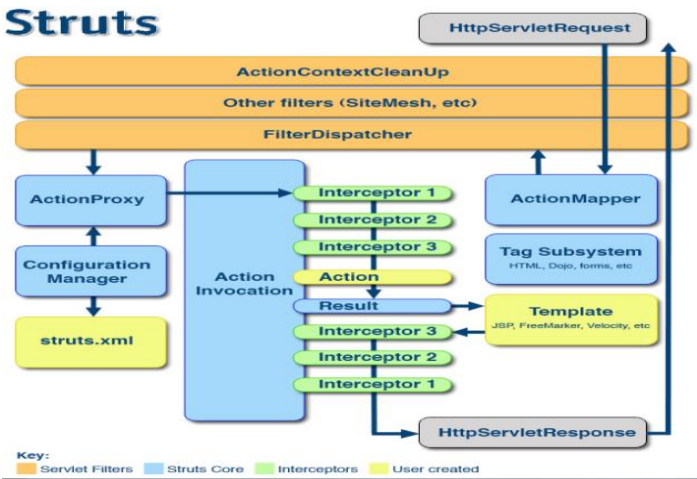 Struts
HttpServletRequest
ActionContextCleanUp
Other filters (SiteMesh, etc)
FilterDispatcher
ActionProxy
Interceptor 1
ActionMapper
Interceptor 2
Interceptor 3
Tag Subsystem
HTML, Dojo, forms, etc
Configuration
Manager
Action
Invocation
Action
Result
Template
JSP, FreeMarker, Velocity, etc
struts.xml
Interceptor 3
Interceptor 2
Interceptor 1
HttpServletResponse
Key:
Servlet Filters
Struts Core
Interceptors
User created